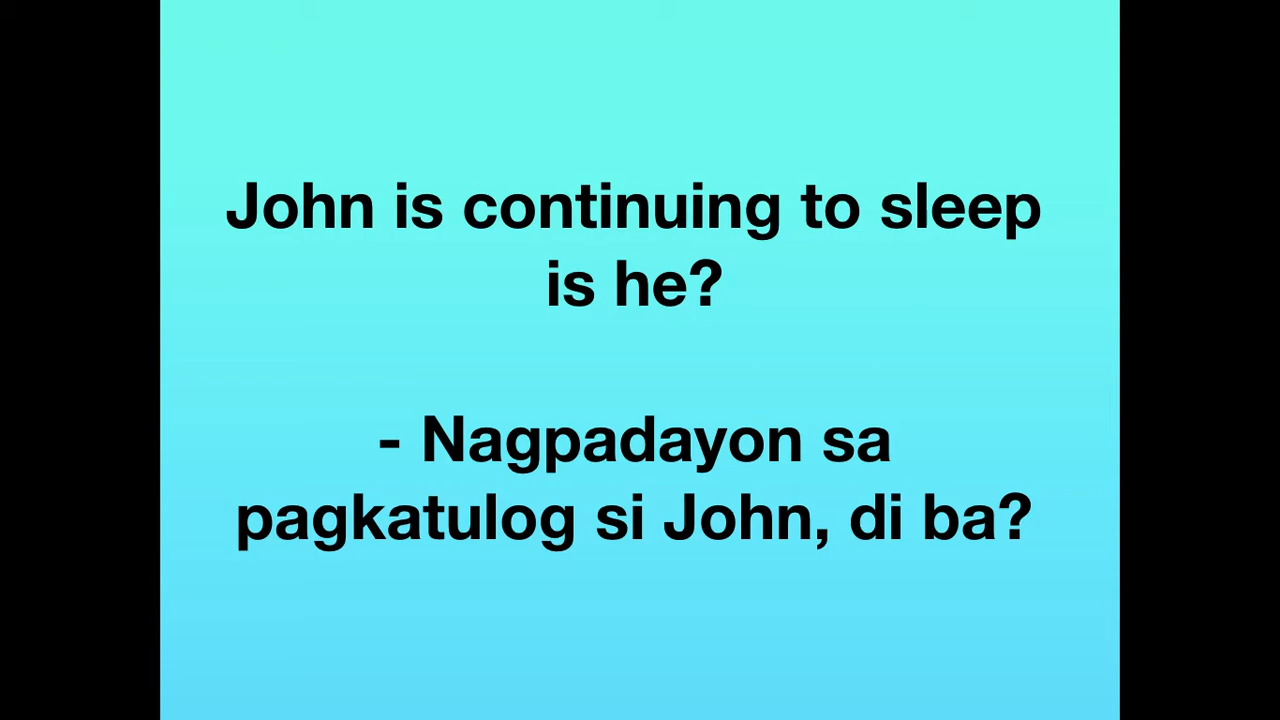 John is continuing to sleep
is he?
- Nagpadayon sa
pagkatulog si John, di ba?